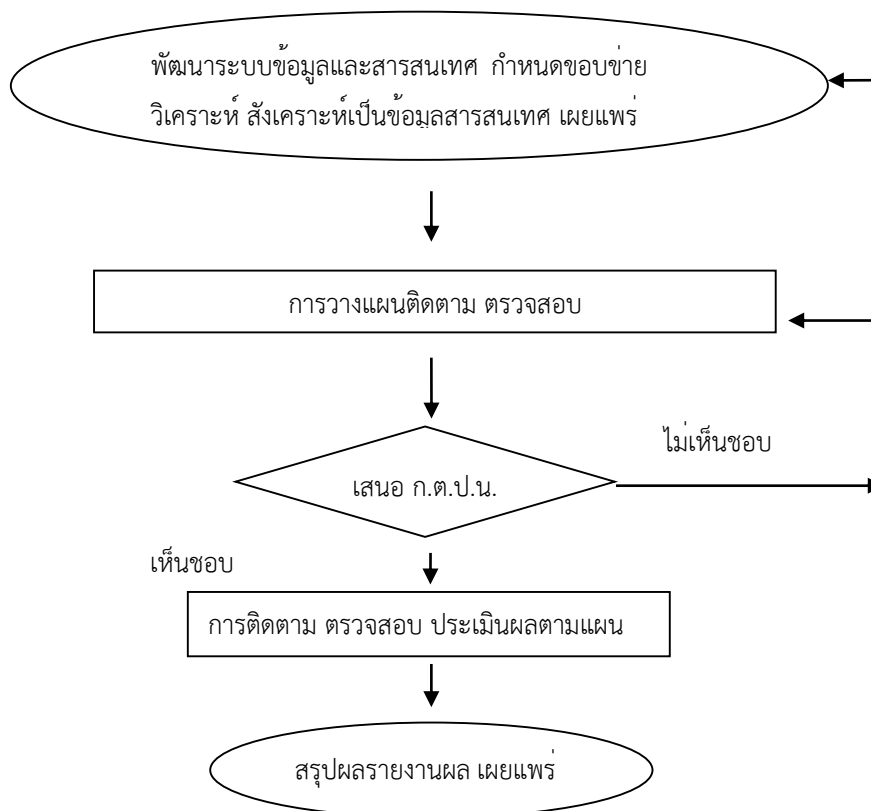 พัฒนาระบบข้อมูลและสารสนเทศ กำหนดขอบข่าย
วิเคราะห์ สังเคราะห์เป็นข้อมูลสารสนเทศ เผยแพร่
การวางแผนติดตาม ตรวจสอบ
ไม่เห็นชอบ
เสนอ ก.ต.ป.น.
เห็นชอบ
การติดตาม ตรวจสอบ ประเมินผลตามแผน
สรุปผลรายงานผล เผยแพร่